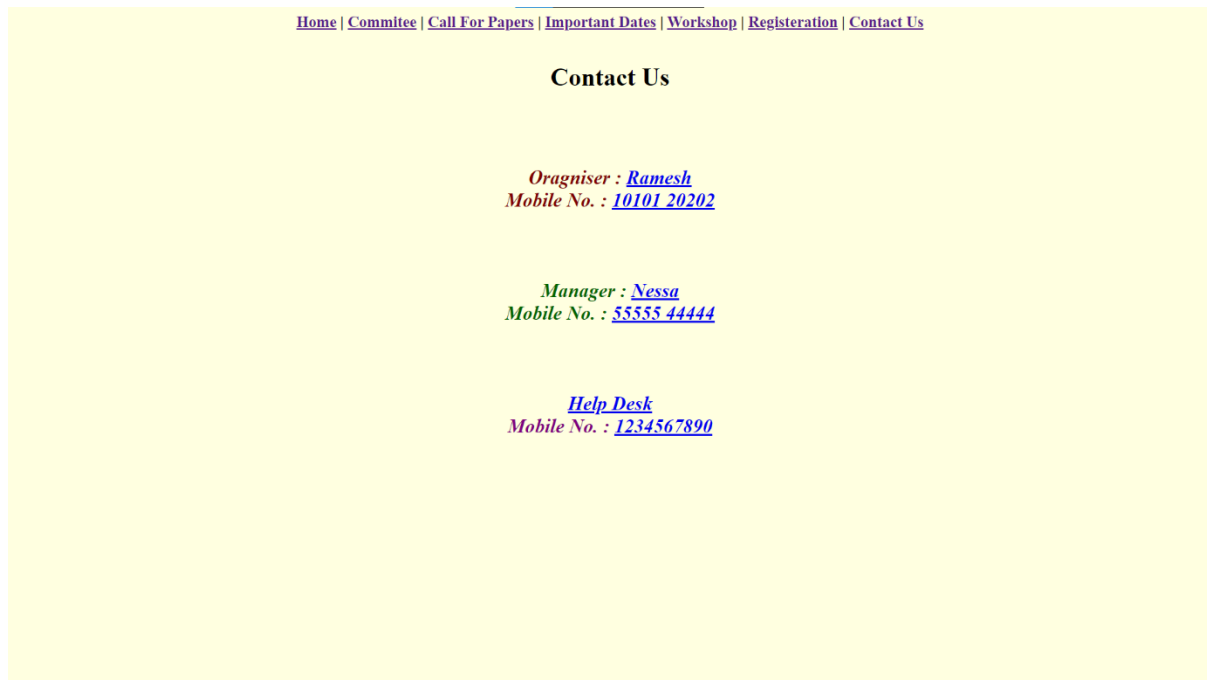 Home | Commitee | Call For Papers | Important Dates | Workshop | Registeration | Contact Us
Contact Us
Oragniser : Ramesh
Mobile No. : 10101 20202
Manager : Nessa
Mobile No. : 55555 44444
Help Desk
Mobile No. : 1234567890